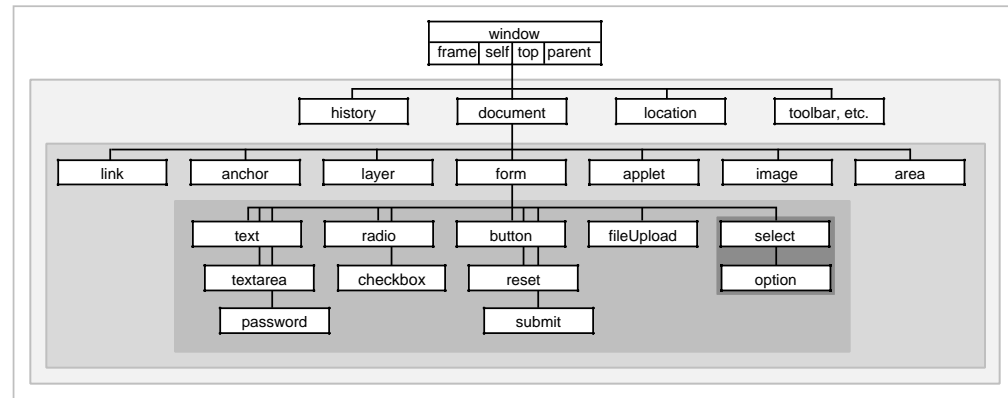 window
frame self top parent
history document location toolbar, etc.
link anchor layer form applet image area
text radio button fileUpload select
textarea checkbox reset option
password submit